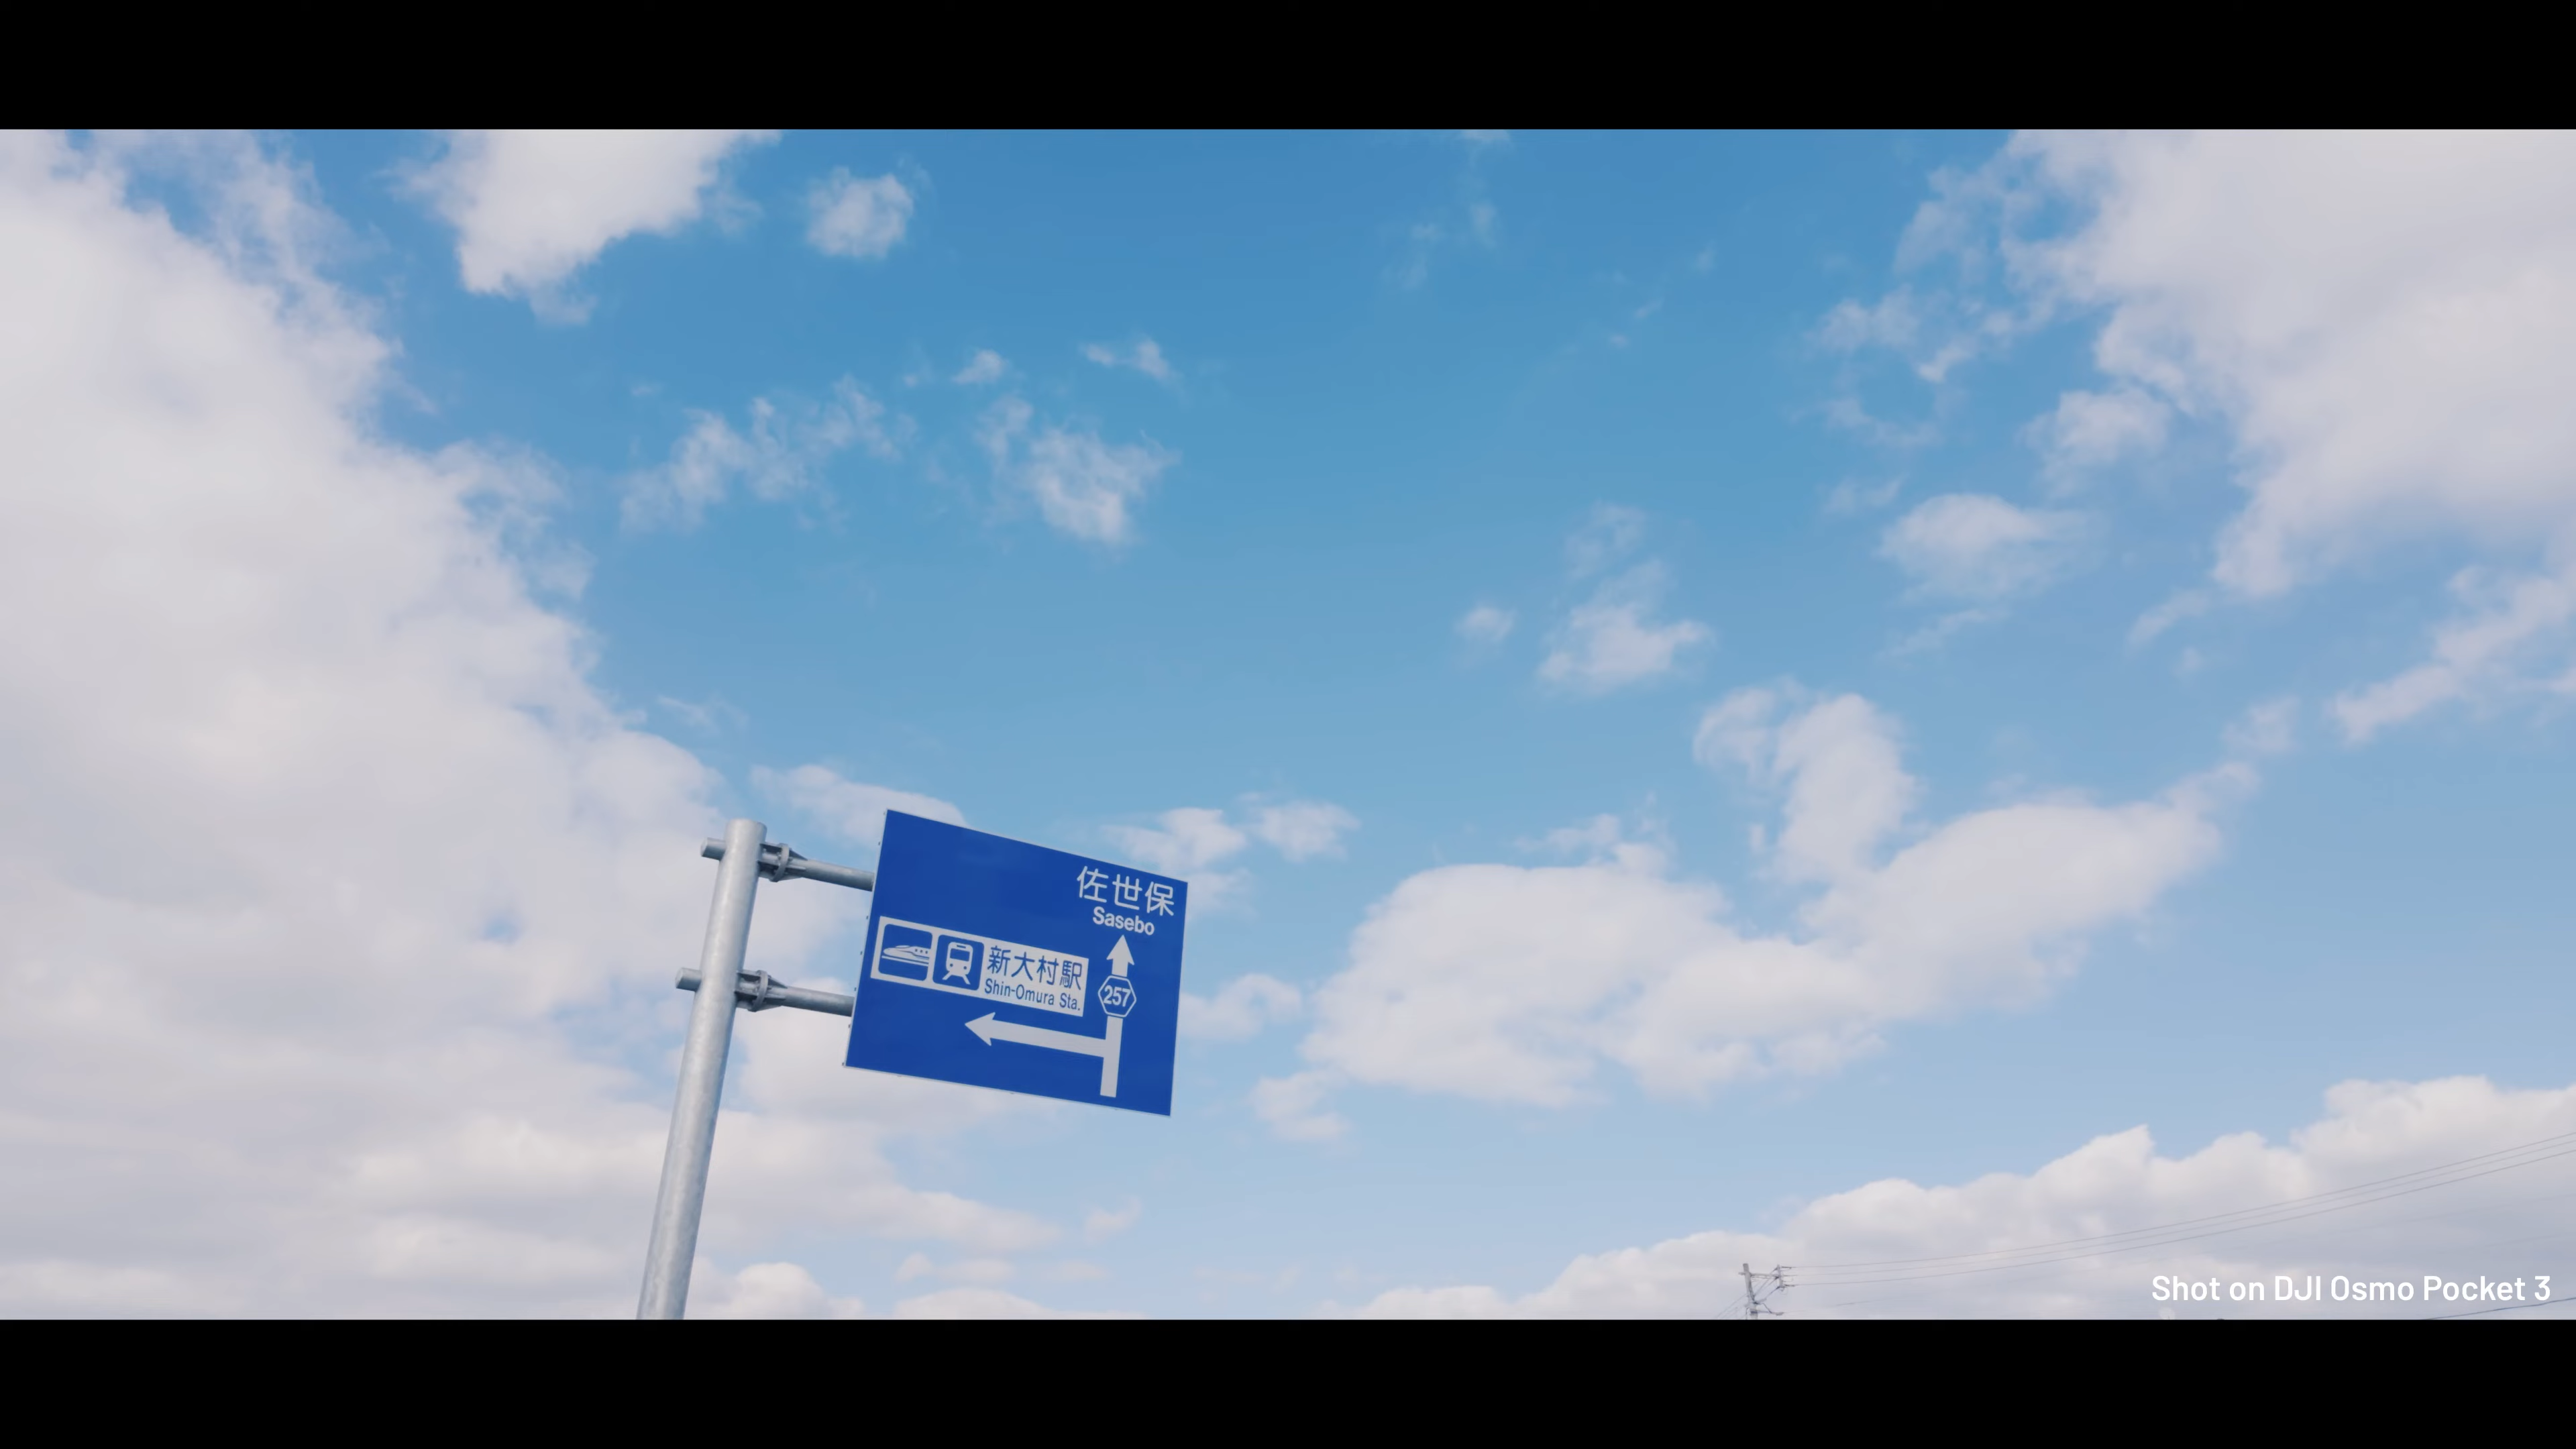 佐世保
Sasebo
新大村駅
Shin-Omura Sta.
257
Shot on DJI Osmo Pocket 3